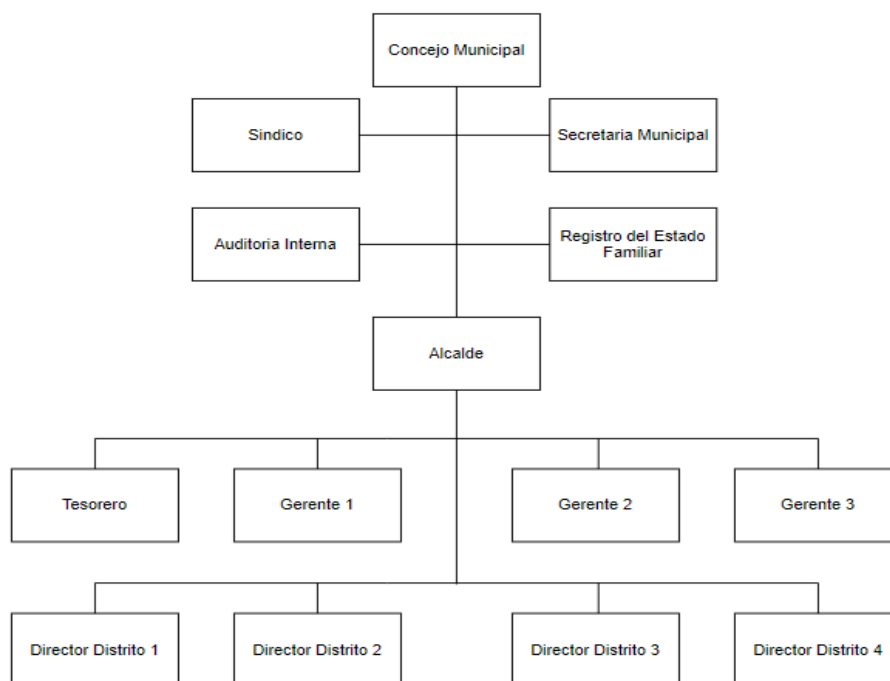 Concejo Municipal
Sindico
Secretaria Municipal
Auditoria Interna
Registro del Estado
Familiar
Alcalde
Tesorero
Gerente 1
Gerente 2
Gerente 3
Director Distrito 1
Director Distrito 2
Director Distrito 3
Director Distrito 4